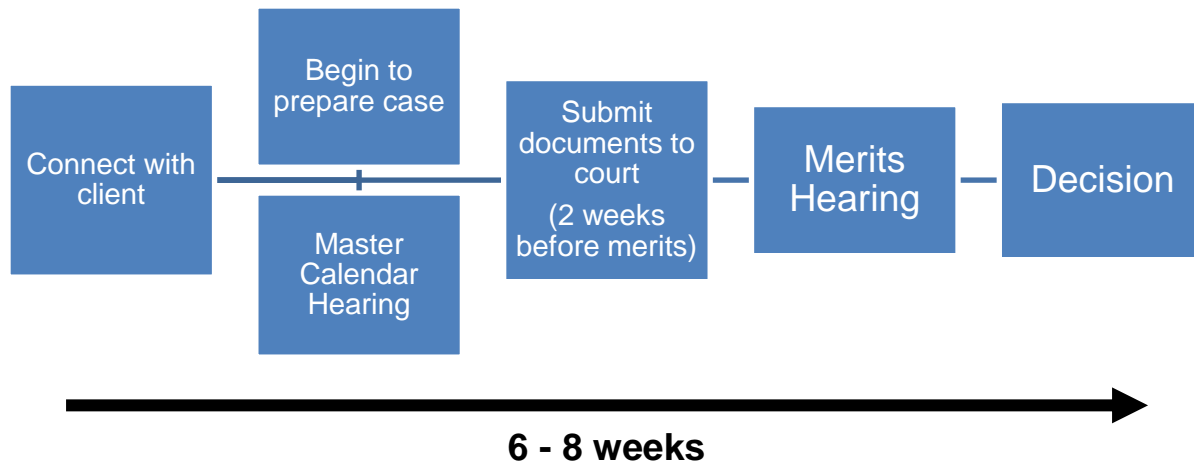 Connect with
client
Begin to
prepare case
Master
Calendar
Hearing
Submit
documents to
court
(2 weeks
before merits)
Merits
Hearing
Decision
6 - 8 weeks